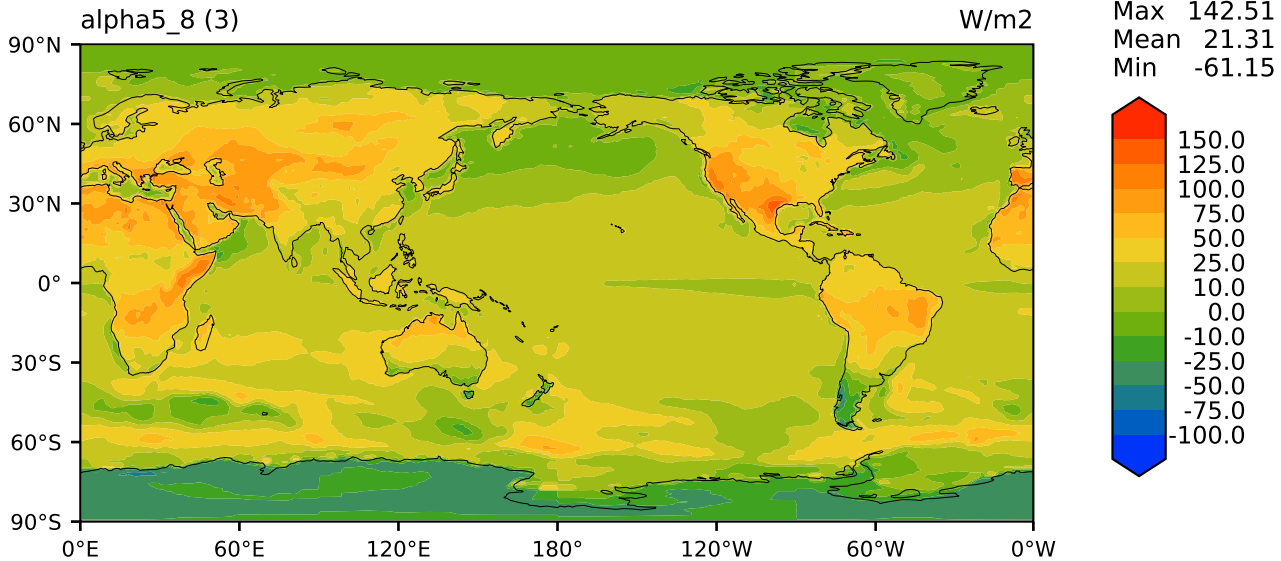 alpha5_8 (3)
W/m2
Max 142.51
Mean 21.31
Min -61.15
90°N
60°N
30°N
0°
30°S
60°S
90°S
0°E
60°E
120°E
180°
120°W
60°W
0°W
150.0
125.0
100.0
75.0
50.0
25.0
10.0
0.0
-10.0
-25.0
-50.0
-75.0
-100.0